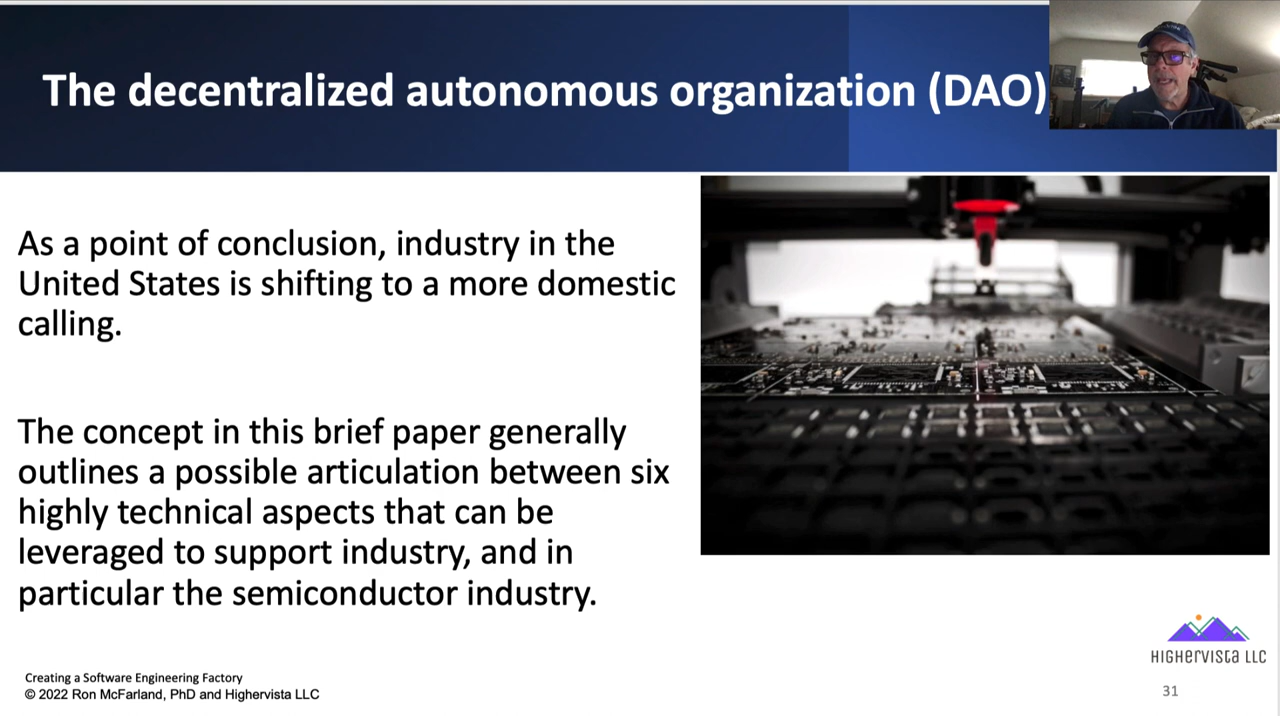 The decentralized autonomous organization (DAO)
As a point of conclusion, industry in the
United States is shifting to a more domestic
calling.
The concept in this brief paper generally
outlines a possible articulation between six
highly technical aspects that can be
leveraged to support industry, and in
particular the semiconductor industry.
HIGHERVISTA LLC
Creating a Software Engineering Factory
© 2022 Ron McFarland, PhD and Highervista LLC
31